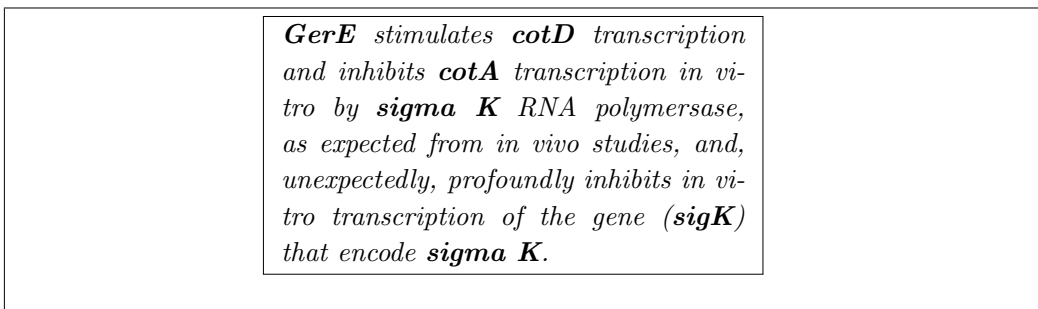 GerE stimulates cotD transcription
and inhibits cotA transcription in vi-
tro by sigma K RNA polymersase,
as expected from in vivo studies, and,
unexpectedly, profoundly inhibits in vi-
tro transcription of the gene (sigK)
that encode sigma K.